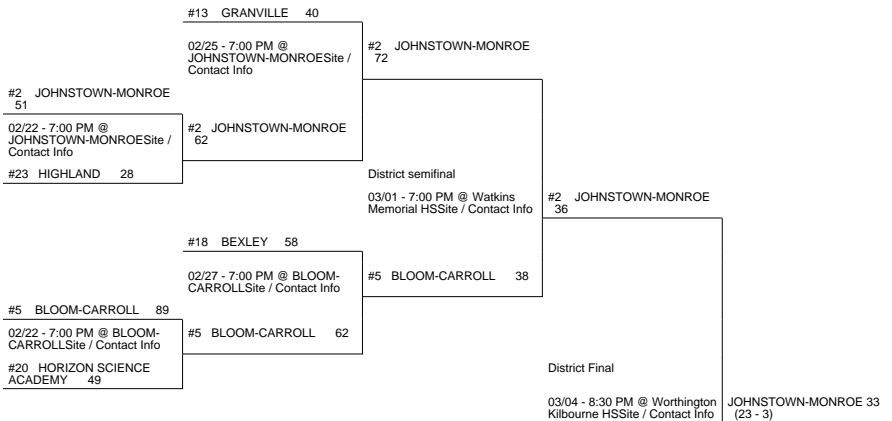 #13 GRANVILLE 40
02/25 - 7:00 PM @
JOHNSTOWN-MONROESite /
Contact Info
#2 JOHNSTOWN-MONROE
72
#2 JOHNSTOWN-MONROE
51
02/22 - 7:00 PM @
JOHNSTOWN-MONROESite /
Contact Info
#2 JOHNSTOWN-MONROE
62
#23 HIGHLAND 28
District semifinal
03/01 - 7:00 PM @ Watkins
Memorial HSSite / Contact Info
#2 JOHNSTOWN-MONROE
36
#18 BEXLEY 58
02/27 - 7:00 PM @ BLOOM-
CARROLLSite / Contact Info
#5 BLOOM-CARROLL 38
#5 BLOOM-CARROLL 89
02/22 - 7:00 PM @ BLOOM-
CARROLLSite / Contact Info
#5 BLOOM-CARROLL 62
#20 HORIZON SCIENCE
ACADEMY 49
District Final
03/04 - 8:30 PM @ Worthington
Kilbourne HSSite / Contact Info
JOHNSTOWN-MONROE 33
(23 - 3)